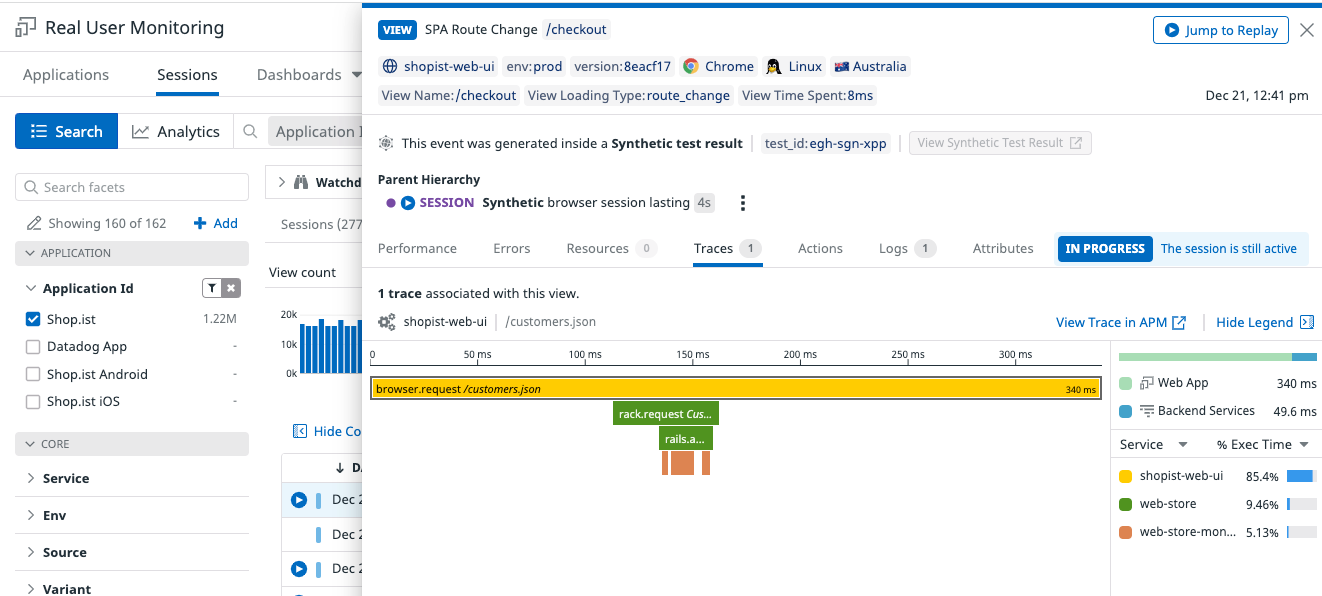 Real User Monitoring
Applications
Sessions
Dashboards
Search
Analytics
Application I
Search facets
Showing 160 of 162
Add
APPLICATION
Application Id
Shop.ist
1.22M
Datadog App
-
Shop.ist Android
-
Shop.ist iOS
-
CORE
Service
Env
Source
Variant
Watchd
Sessions (277
View count
20k
10k
0k
Hide Co
D
Dec 2
Dec 2
Dec 2
VIEW
SPA Route Change /checkout
Jump to Replay
shopist-web-ui
env:prod
version:8eacf17
Chrome
Linux
Australia
View Name:/checkout
View Loading Type:route_change
View Time Spent:8ms
Dec 21, 12:41 pm
This event was generated inside a Synthetic test result
test_id:egh-sgn-xpp
View Synthetic Test Result
Parent Hierarchy
SESSION Synthetic browser session lasting 4s
Performance
Errors
Resources 0
Traces 1
Actions
Logs 1
Attributes
IN PROGRESS
The session is still active
1 trace associated with this view.
shopist-web-ui
/customers.json
View Trace in APM
Hide Legend
0
50 ms
100 ms
150 ms
200 ms
250 ms
300 ms
browser.request /customers.json
340 ms
rack.request Cus...
rails.a...
Web App
340 ms
Backend Services
49.6 ms
Service
% Exec Time
shopist-web-ui
85.4%
web-store
9.46%
web-store-mon...
5.13%